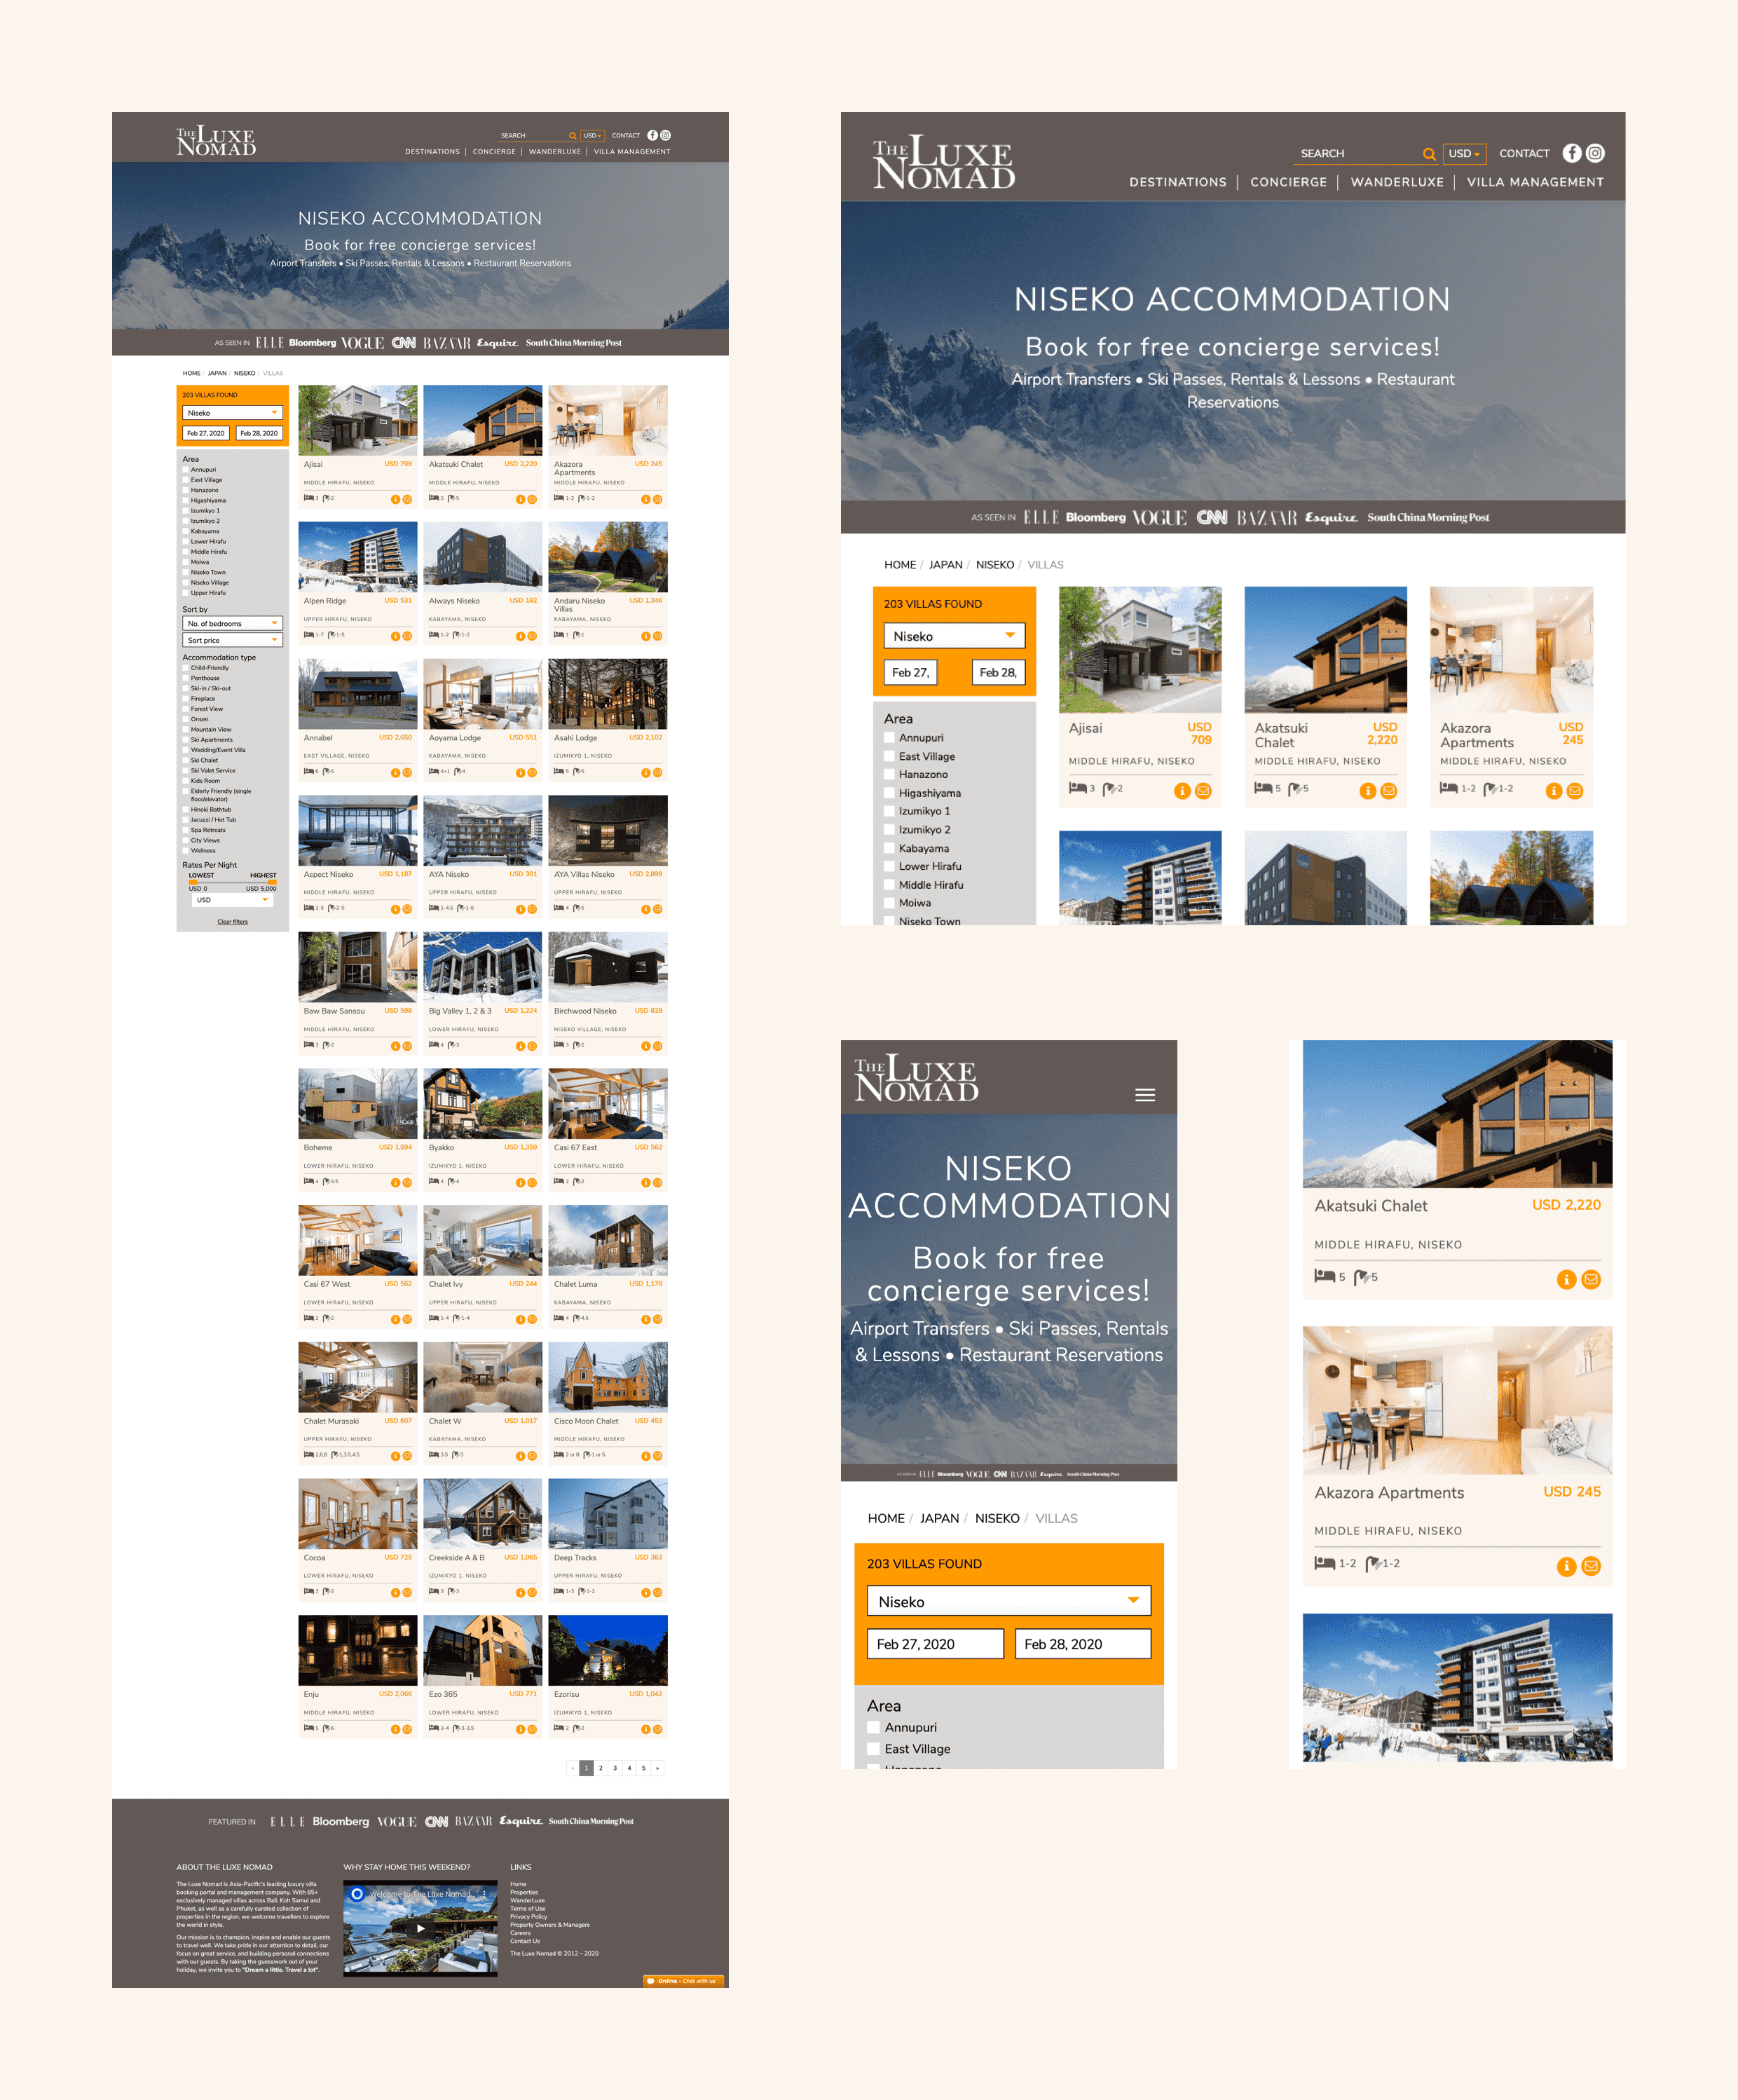 THE LUXE NOMAD
SEARCH USD CONTACT
DESTINATIONS | CONCIERGE | WANDERLUXE | VILLA MANAGEMENT
NISEKO ACCOMMODATION
Book for free concierge services!
Airport Transfers • Ski Passes, Rentals & Lessons • Restaurant Reservations
AS SEEN IN ELLE Bloomberg VOGUE CNN BAZAAR Esquire South China Morning Post
HOME / JAPAN / NISEKO / VILLAS
203 VILLAS FOUND
Niseko
Feb 27, 2020 Feb 28, 2020
Area
Annupuri
East Village
Hanazono
Higashiyama
Izumikyo 1
Izumikyo 2
Kabayama
Lower Hirafu
Middle Hirafu
Moiwa
Niseko Town
Niseko Village
Upper Hirafu
Sort by
No. of bedrooms
Sort price
Accommodation type
Child-Friendly
Penthouse
Ski-in / Ski-out
Fireplace
Forest View
Onsen
Mountain View
Ski Apartments
Wedding/Event Villa
Ski Chalet
Ski Valet Service
Kids Room
Elderly Friendly (single
floor/elevator)
Hinoki Bathtub
Jacuzzi / Hot Tub
Spa Retreats
City Views
Wellness
Rates Per Night
LOWEST HIGHEST
USD 0 USD 5,000
USD
Clear filters
Ajisai USD 709
MIDDLE HIRAFU, NISEKO
3 2
Akatsuki Chalet USD 2,220
MIDDLE HIRAFU, NISEKO
5 5
Akazora USD 245
Apartments
MIDDLE HIRAFU, NISEKO
1-2 1-2
Alpen Ridge USD 531
UPPER HIRAFU, NISEKO
1-7 1-5
Always Niseko USD 182
KABAYAMA, NISEKO
1-2 1-2
Andaru Niseko USD 1,346
Villas
KABAYAMA, NISEKO
1 1
Annabel USD 2,650
EAST VILLAGE, NISEKO
6 5
Aoyama Lodge USD 551
KABAYAMA, NISEKO
4+1 4
Asahi Lodge USD 2,102
IZUMIKYO 1, NISEKO
5 5
Aspect Niseko USD 1,187
MIDDLE HIRAFU, NISEKO
2-5 2-5
AYA Niseko USD 301
UPPER HIRAFU, NISEKO
1-4.5 1-6
AYA Villas Niseko USD 2,899
UPPER HIRAFU, NISEKO
4 5
Baw Baw Sansou USD 598
MIDDLE HIRAFU, NISEKO
3 2
Big Valley 1, 2 & 3 USD 1,224
LOWER HIRAFU, NISEKO
4 3
Birchwood Niseko USD 829
NISEKO VILLAGE, NISEKO
3 2
Boheme USD 1,894
LOWER HIRAFU, NISEKO
4 3.5
Byakko USD 1,359
IZUMIKYO 1, NISEKO
4 4
Casi 67 East USD 562
LOWER HIRAFU, NISEKO
2 2
Casi 67 West USD 562
LOWER HIRAFU, NISEKO
2 2
Chalet Ivy USD 244
UPPER HIRAFU, NISEKO
1-4 1-4
Chalet Luma USD 1,179
KABAYAMA, NISEKO
4 4.5
Chalet Murasaki USD 607
UPPER HIRAFU, NISEKO
2,6,8 1,3.5,4.5
Chalet W USD 1,017
KABAYAMA, NISEKO
3.5 3
Cisco Moon Chalet USD 453
MIDDLE HIRAFU, NISEKO
2 or 8 1 or 5
Cocoa USD 725
LOWER HIRAFU, NISEKO
3 2
Creekside A & B USD 1,065
IZUMIKYO 1, NISEKO
3 3
Deep Tracks USD 363
UPPER HIRAFU, NISEKO
1-3 1-2
Enju USD 2,066
MIDDLE HIRAFU, NISEKO
5 6
Ezo 365 USD 771
LOWER HIRAFU, NISEKO
3-4 3-3.5
Ezorisu USD 1,042
IZUMIKYO 1, NISEKO
2 2
« 1 2 3 4 5 »
FEATURED IN ELLE Bloomberg VOGUE CNN BAZAAR Esquire South China Morning Post
ABOUT THE LUXE NOMAD
The Luxe Nomad is Asia-Pacific's leading luxury villa
booking portal and management company. With 85+
exclusively managed villas across Bali, Koh Samui and
Phuket, as well as a carefully curated collection of
properties in the region, we welcome travellers to explore
the world in style.
Our mission is to champion, inspire and enable our guests
to travel well. We take pride in our attention to detail, our
focus on great service, and building personal connections
with our guests. By taking the guesswork out of your
holiday, we invite you to "Dream a little. Travel a lot".
WHY STAY HOME THIS WEEKEND?
Welcome to The Luxe Nomad...
LINKS
Home
Properties
WanderLuxe
Terms of Use
Privacy Policy
Property Owners & Managers
Careers
Contact Us
The Luxe Nomad © 2012 – 2020
Online - Chat with us
THE LUXE NOMAD
SEARCH USD CONTACT
DESTINATIONS | CONCIERGE | WANDERLUXE | VILLA MANAGEMENT
NISEKO ACCOMMODATION
Book for free concierge services!
Airport Transfers • Ski Passes, Rentals & Lessons • Restaurant
Reservations
AS SEEN IN ELLE Bloomberg VOGUE CNN BAZAAR Esquire South China Morning Post
HOME / JAPAN / NISEKO / VILLAS
203 VILLAS FOUND
Niseko
Feb 27, Feb 28,
Area
Annupuri
East Village
Hanazono
Higashiyama
Izumikyo 1
Izumikyo 2
Kabayama
Lower Hirafu
Middle Hirafu
Moiwa
Niseko Town
Ajisai USD
709
MIDDLE HIRAFU, NISEKO
3 2
Akatsuki USD
Chalet 2,220
MIDDLE HIRAFU, NISEKO
5 5
Akazora USD
Apartments 245
MIDDLE HIRAFU, NISEKO
1-2 1-2
THE LUXE NOMAD
NISEKO
ACCOMMODATION
Book for free
concierge services!
Airport Transfers • Ski Passes, Rentals
& Lessons • Restaurant Reservations
AS SEEN IN ELLE Bloomberg VOGUE CNN BAZAAR Esquire South China Morning Post
HOME / JAPAN / NISEKO / VILLAS
203 VILLAS FOUND
Niseko
Feb 27, 2020 Feb 28, 2020
Area
Annupuri
East Village
Hanazono
Akatsuki Chalet USD 2,220
MIDDLE HIRAFU, NISEKO
5 5
Akazora Apartments USD 245
MIDDLE HIRAFU, NISEKO
1-2 1-2